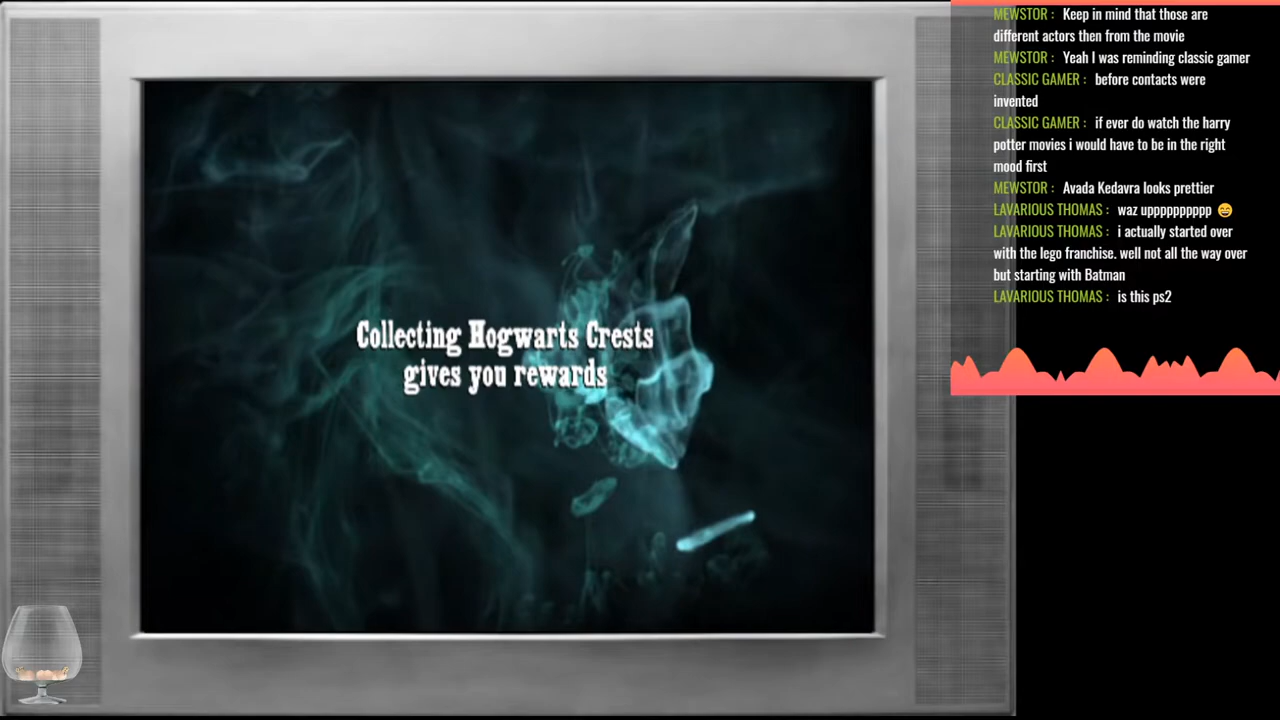 Collecting Hogwarts Crests
gives you rewards
MEWSTOR : Keep in mind that those are
different actors then from the movie
MEWSTOR : Yeah I was reminding classic gamer
CLASSIC GAMER : before contacts were
invented
CLASSIC GAMER : if ever do watch the harry
potter movies i would have to be in the right
mood first
MEWSTOR : Avada Kedavra looks prettier
LAVARIOUS THOMAS : waz upppppppppp 😄
LAVARIOUS THOMAS : i actually started over
with the lego franchise. well not all the way over
but starting with Batman
LAVARIOUS THOMAS : is this ps2